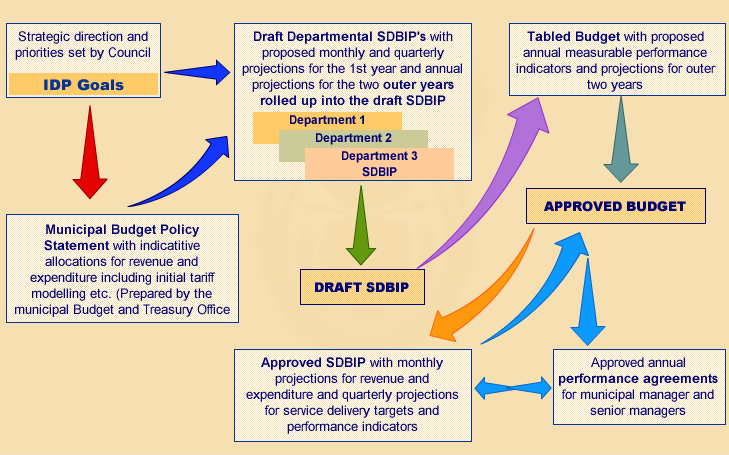 Strategic direction and
priorities set by Council
IDP Goals
Draft Departmental SDBIP's with
proposed monthly and quarterly
projections for the 1st year and annual
projections for the two outer years
rolled up into the draft SDBIP
Department 1
Department 2
Department 3
SDBIP
Tabled Budget with proposed
annual measurable performance
indicators and projections for outer
two years
Municipal Budget Policy
Statement with indicatitive
allocations for revenue and
expenditure including initial tariff
modelling etc. (Prepared by the
municipal Budget and Treasury Office
DRAFT SDBIP
APPROVED BUDGET
Approved SDBIP with monthly
projections for revenue and
expenditure and quarterly projections
for service delivery targets and
performance indicators
Approved annual
performance agreements
for municipal manager and
senior managers